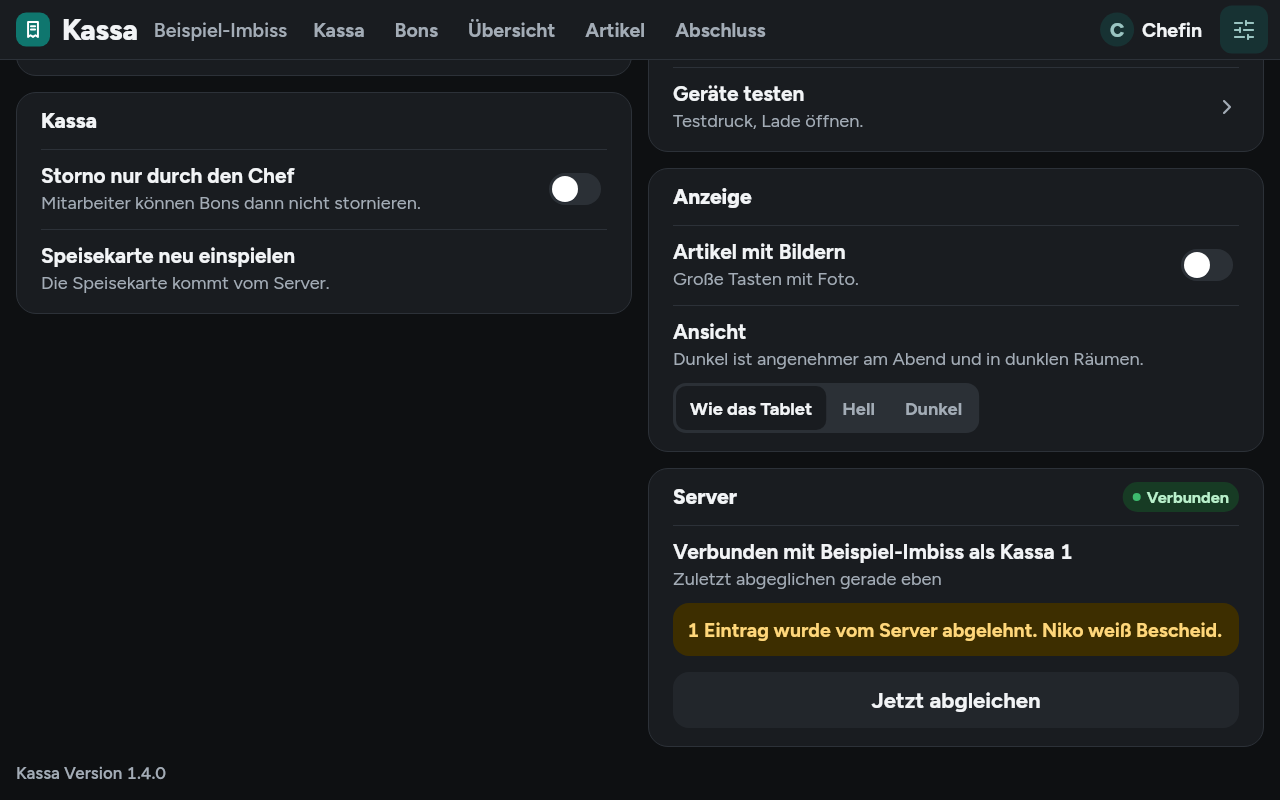 Kassa Beispiel-Imbiss Kassa Bons Übersicht Artikel Abschluss C Chefin
Kassa
Storno nur durch den Chef
Mitarbeiter können Bons dann nicht stornieren.
Speisekarte neu einspielen
Die Speisekarte kommt vom Server.
Geräte testen
Testdruck, Lade öffnen.
Anzeige
Artikel mit Bildern
Große Tasten mit Foto.
Ansicht
Dunkel ist angenehmer am Abend und in dunklen Räumen.
Wie das Tablet Hell Dunkel
Server Verbunden
Verbunden mit Beispiel-Imbiss als Kassa 1
Zuletzt abgeglichen gerade eben
1 Eintrag wurde vom Server abgelehnt. Niko weiß Bescheid.
Jetzt abgleichen
Kassa Version 1.4.0